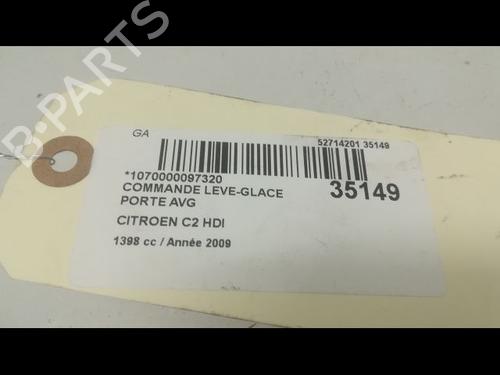 B-PARTS
GA
52714201 35149
*1070000097320
35149
COMMANDE LEVE-GLACE
PORTE AVG
CITROEN C2 HDI
1398 cc / Année 2009